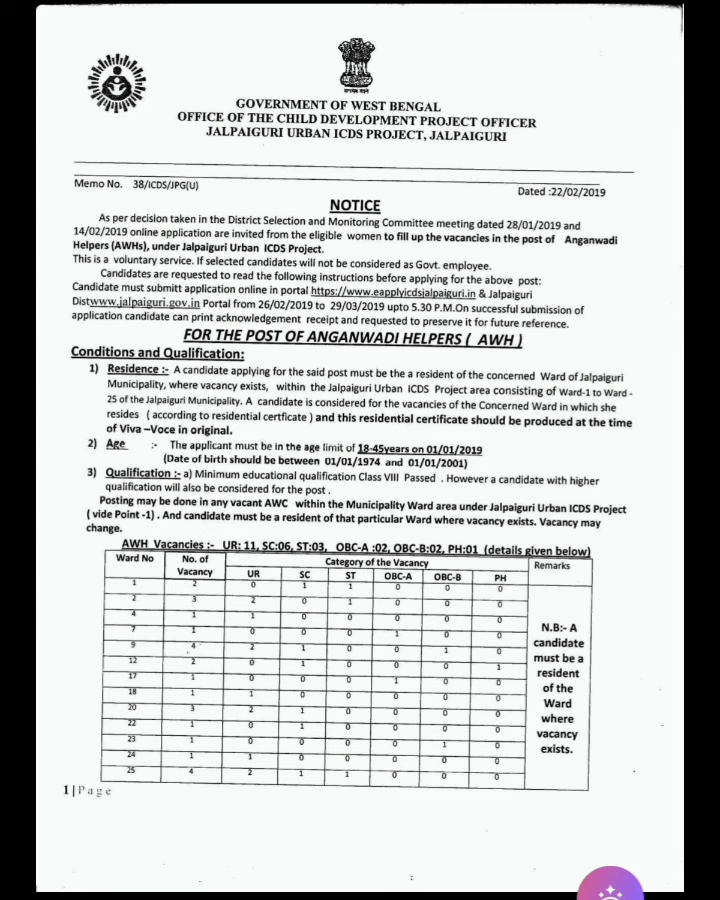 GOVERNMENT OF WEST BENGAL
OFFICE OF THE CHILD DEVELOPMENT PROJECT OFFICER
JALPAIGURI URBAN ICDS PROJECT, JALPAIGURI
Memo No. 38/ICDS/JPG(U)
Dated :22/02/2019
NOTICE
As per decision taken in the District Selection and Monitoring Committee meeting dated 28/01/2019 and
14/02/2019 online application are invited from the eligible women to fill up the vacancies in the post of Anganwadi
Helpers (AWHs), under Jalpaiguri Urban ICDS Project.
This is a voluntary service. If selected candidates will not be considered as Govt. employee.
Candidates are requested to read the following instructions before applying for the above post:
Candidate must submitt application online in portal https://www.eapplyicdsjalpaiguri.in & Jalpaiguri
Distwww.jalpaiguri.gov.in Portal from 26/02/2019 to 29/03/2019 upto 5.30 P.M.On successful submission of
application candidate can print acknowledgement receipt and requested to preserve it for future reference.
FOR THE POST OF ANGANWADI HELPERS ( AWH )
Conditions and Qualification:
1) Residence :- A candidate applying for the said post must be the a resident of the concerned Ward of Jalpaiguri
Municipality, where vacancy exists, within the Jalpaiguri Urban ICDS Project area consisting of Ward-1 to Ward -
25 of the Jalpaiguri Municipality. A candidate is considered for the vacancies of the Concerned Ward in which she
resides ( according to residential certficate ) and this residential certificate should be produced at the time
of Viva –Voce in original.
2) Age :- The applicant must be in the age limit of 18-45years on 01/01/2019
(Date of birth should be between 01/01/1974 and 01/01/2001)
3) Qualification :- a) Minimum educational qualification Class VIII Passed . However a candidate with higher
qualification will also be considered for the post .
Posting may be done in any vacant AWC within the Municipality Ward area under Jalpaiguri Urban ICDS Project
( vide Point -1) . And candidate must be a resident of that particular Ward where vacancy exists. Vacancy may
change.
AWH Vacancies :- UR: 11, SC:06, ST:03, OBC-A :02, OBC-B:02, PH:01 (details given below)
Ward No No. of Vacancy Category of the Vacancy Remarks
UR SC ST OBC-A OBC-B PH
1 2 0 1 1 0 0 0
2 3 2 0 1 0 0 0
4 1 1 0 0 0 0 0
7 1 0 0 0 1 0 0
9 4 2 1 0 0 1 0
12 2 0 1 0 0 0 1
17 1 0 0 0 1 0 0
18 1 1 0 0 0 0 0
20 3 2 1 0 0 0 0
22 1 0 1 0 0 0 0
23 1 0 0 0 0 1 0
24 1 1 0 0 0 0 0
25 4 2 1 1 0 0 0
N.B:- A
candidate
must be a
resident
of the
Ward
where
vacancy
exists.
1|Page